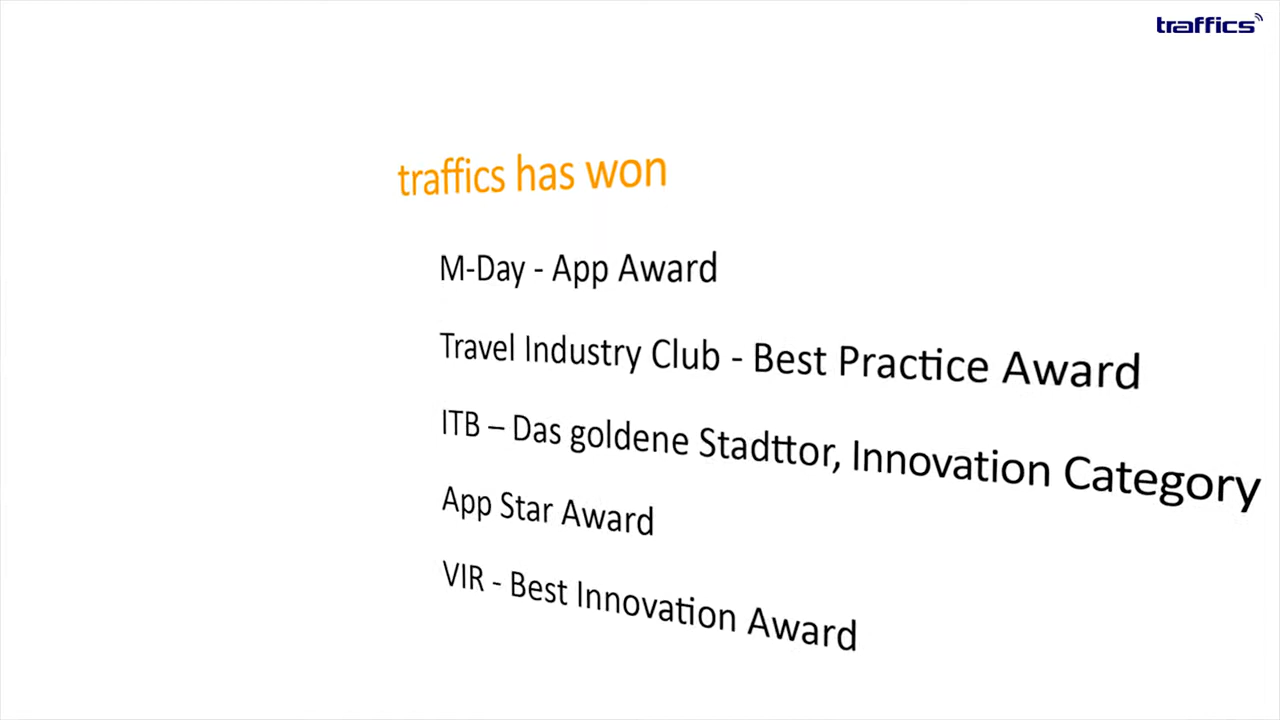 traffics
traffics has won
M-Day - App Award
Travel Industry Club - Best Practice Award
ITB – Das goldene Stadttor, Innovation Category
App Star Award
VIR - Best Innovation Award